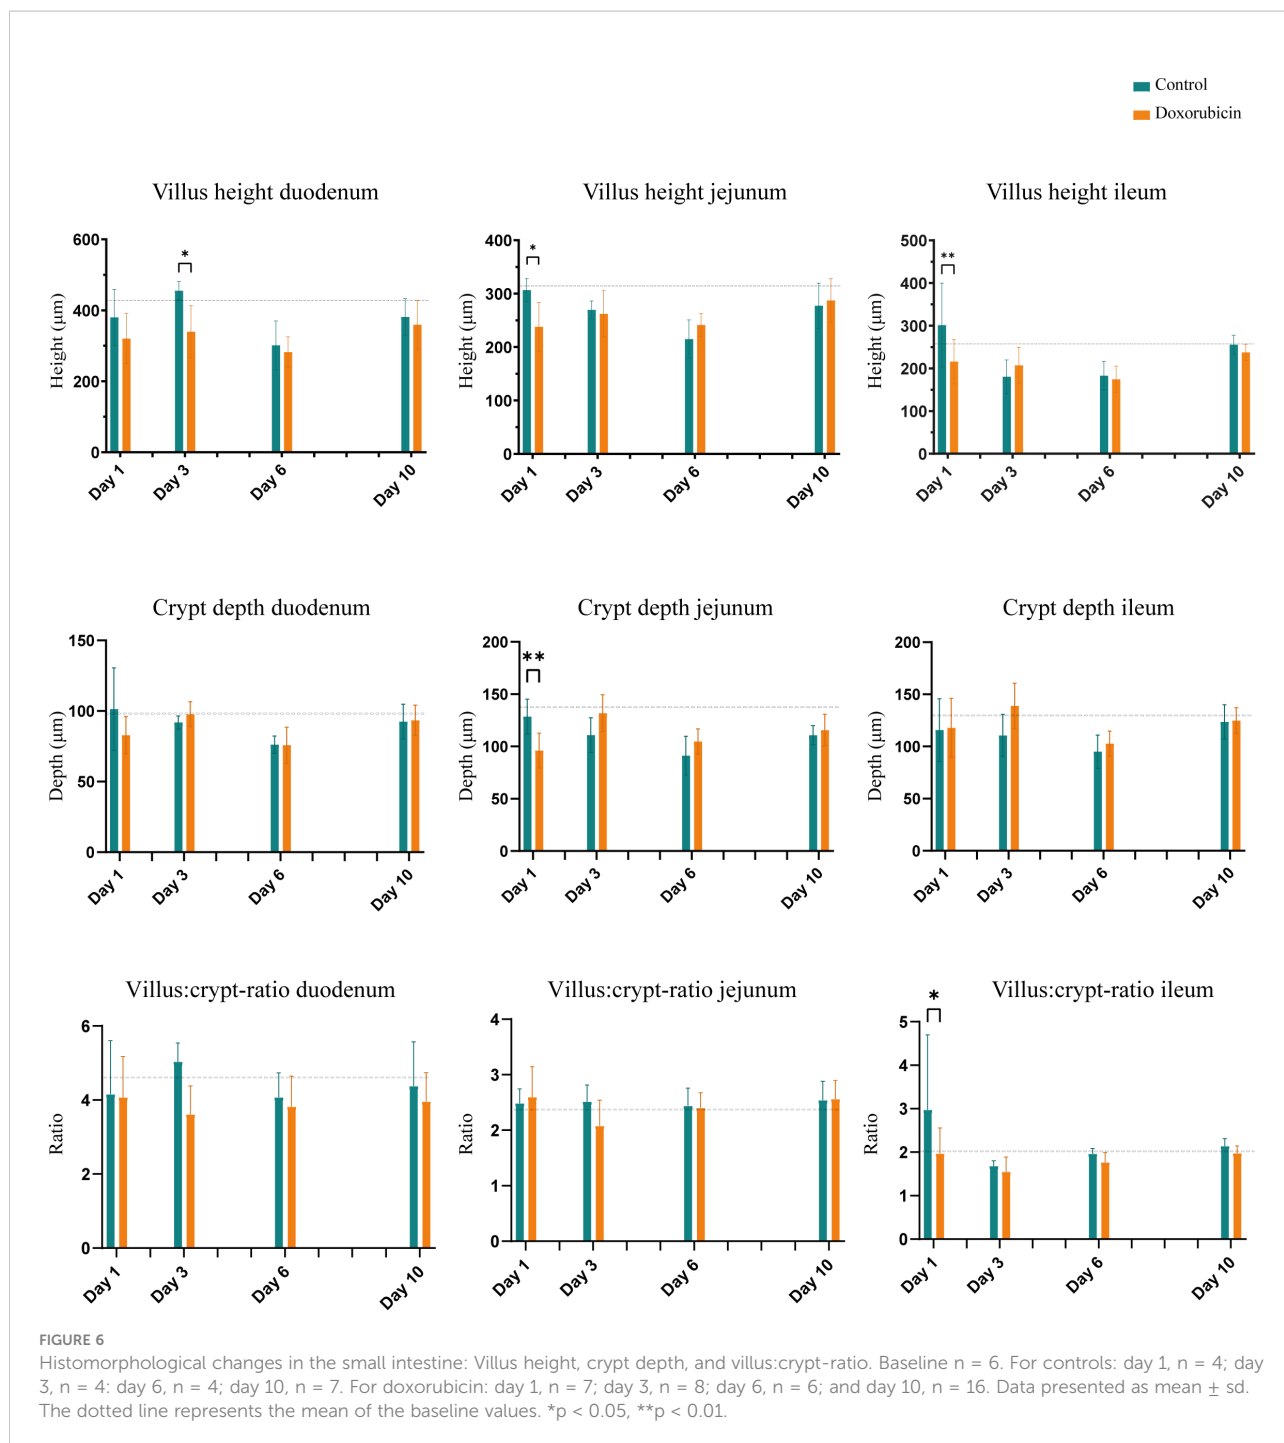 Control
Doxorubicin
Villus height duodenum
Villus height jejunum
Villus height ileum
600
400
200
0
Height (µm)
*
Day 1
Day 3
Day 6
Day 10
400
300
200
100
0
Height (µm)
*
Day 1
Day 3
Day 6
Day 10
500
400
300
200
100
0
Height (µm)
**
Day 1
Day 3
Day 6
Day 10
Crypt depth duodenum
Crypt depth jejunum
Crypt depth ileum
150
100
50
0
Depth (µm)
Day 1
Day 3
Day 6
Day 10
200
150
100
50
0
Depth (µm)
**
Day 1
Day 3
Day 6
Day 10
200
150
100
50
0
Depth (µm)
Day 1
Day 3
Day 6
Day 10
Villus:crypt-ratio duodenum
Villus:crypt-ratio jejunum
Villus:crypt-ratio ileum
6
4
2
0
Ratio
Day 1
Day 3
Day 6
Day 10
4
3
2
1
0
Ratio
Day 1
Day 3
Day 6
Day 10
5
4
3
2
1
0
Ratio
*
Day 1
Day 3
Day 6
Day 10
FIGURE 6
Histomorphological changes in the small intestine: Villus height, crypt depth, and villus:crypt-ratio. Baseline n = 6. For controls: day 1, n = 4; day
3, n = 4: day 6, n = 4; day 10, n = 7. For doxorubicin: day 1, n = 7; day 3, n = 8; day 6, n = 6; and day 10, n = 16. Data presented as mean ± sd.
The dotted line represents the mean of the baseline values. *p < 0.05, **p < 0.01.